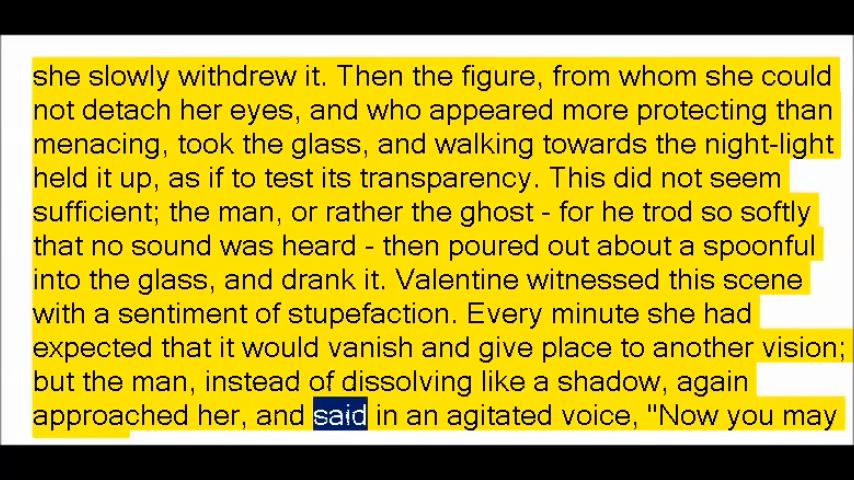 she slowly withdrew it. Then the figure, from whom she could
not detach her eyes, and who appeared more protecting than
menacing, took the glass, and walking towards the night-light
held it up, as if to test its transparency. This did not seem
sufficient; the man, or rather the ghost - for he trod so softly
that no sound was heard - then poured out about a spoonful
into the glass, and drank it. Valentine witnessed this scene
with a sentiment of stupefaction. Every minute she had
expected that it would vanish and give place to another vision;
but the man, instead of dissolving like a shadow, again
approached her, and said in an agitated voice, "Now you may